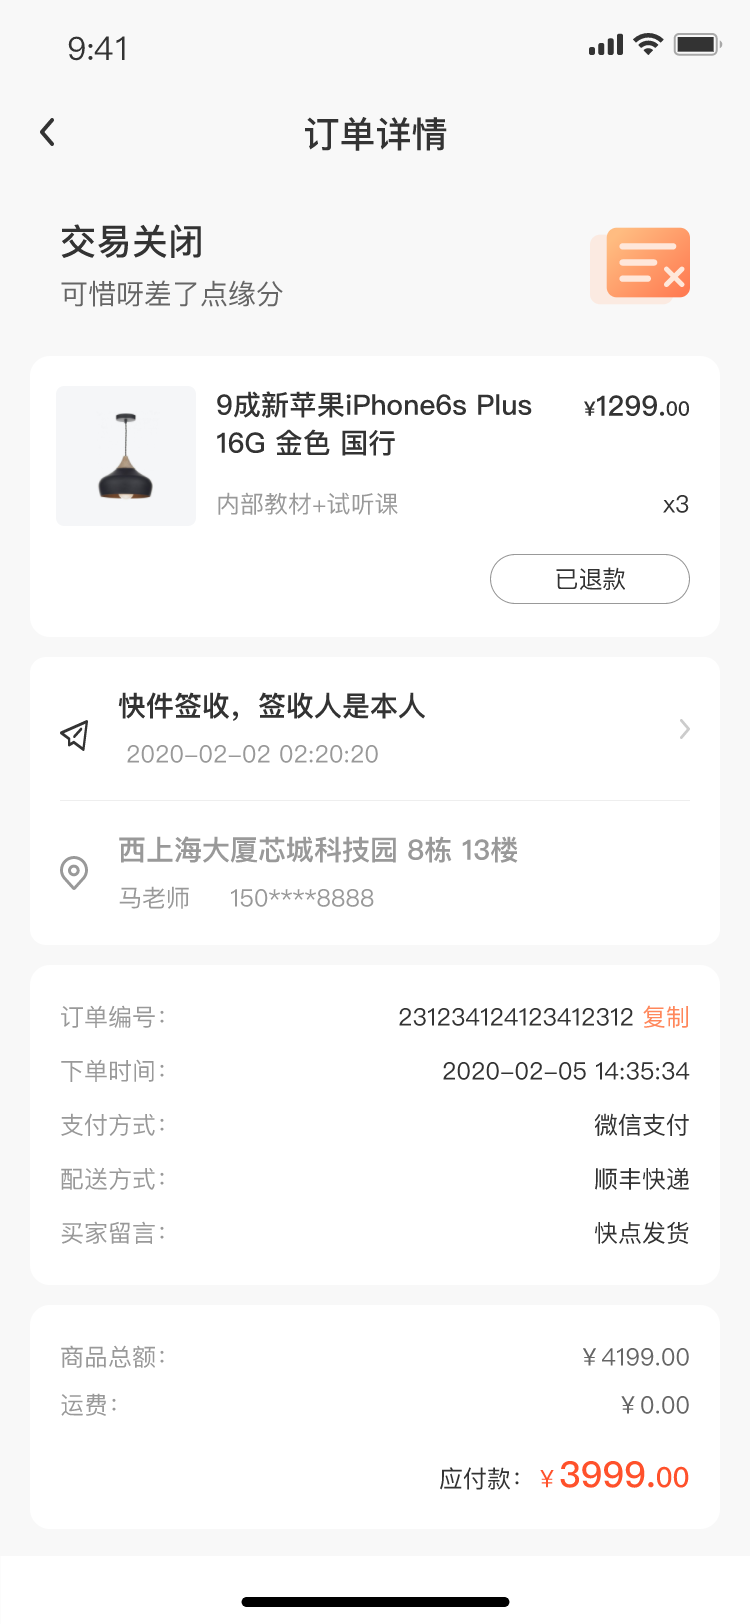 9:41
订单详情
交易关闭
可惜呀差了点缘分
9成新苹果iPhone6s Plus
¥1299.00
16G 金色 国行
内部教材+试听课
x3
已退款
快件签收，签收人是本人
2020-02-02 02:20:20
西上海大厦芯城科技园 8栋 13楼
马老师 150****8888
订单编号： 231234124123412312 复制
下单时间： 2020-02-05 14:35:34
支付方式： 微信支付
配送方式： 顺丰快递
买家留言： 快点发货
商品总额： ¥4199.00
运费： ¥0.00
应付款： ¥3999.00